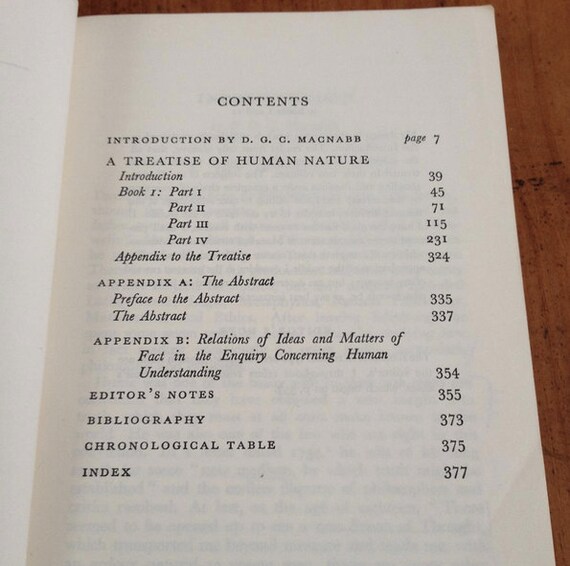 CONTENTS
INTRODUCTION BY D. G. C. MACNABB page 7
A TREATISE OF HUMAN NATURE
Introduction 39
Book 1: Part I 45
Part II 71
Part III 115
Part IV 231
Appendix to the Treatise 324
APPENDIX A: The Abstract
Preface to the Abstract 335
The Abstract 337
APPENDIX B: Relations of Ideas and Matters of
Fact in the Enquiry Concerning Human
Understanding 354
EDITOR'S NOTES 355
BIBLIOGRAPHY 373
CHRONOLOGICAL TABLE 375
INDEX 377